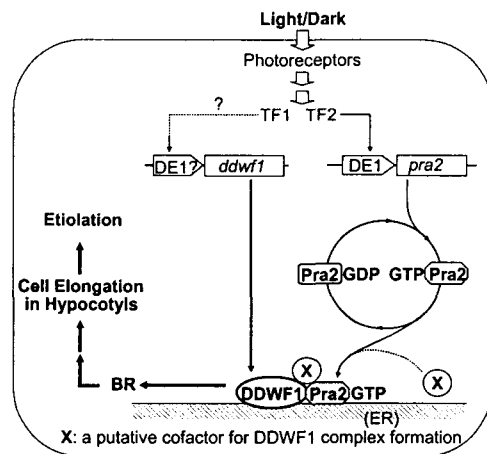 Light/Dark
Photoreceptors
?
TF1 TF2
DE1? ddwf1
DE1 pra2
Etiolation
Pra2 GDP GTP Pra2
Cell Elongation
in Hypocotyls
X
X
BR
DDWF1 Pra2 GTP
(ER)
X: a putative cofactor for DDWF1 complex formation